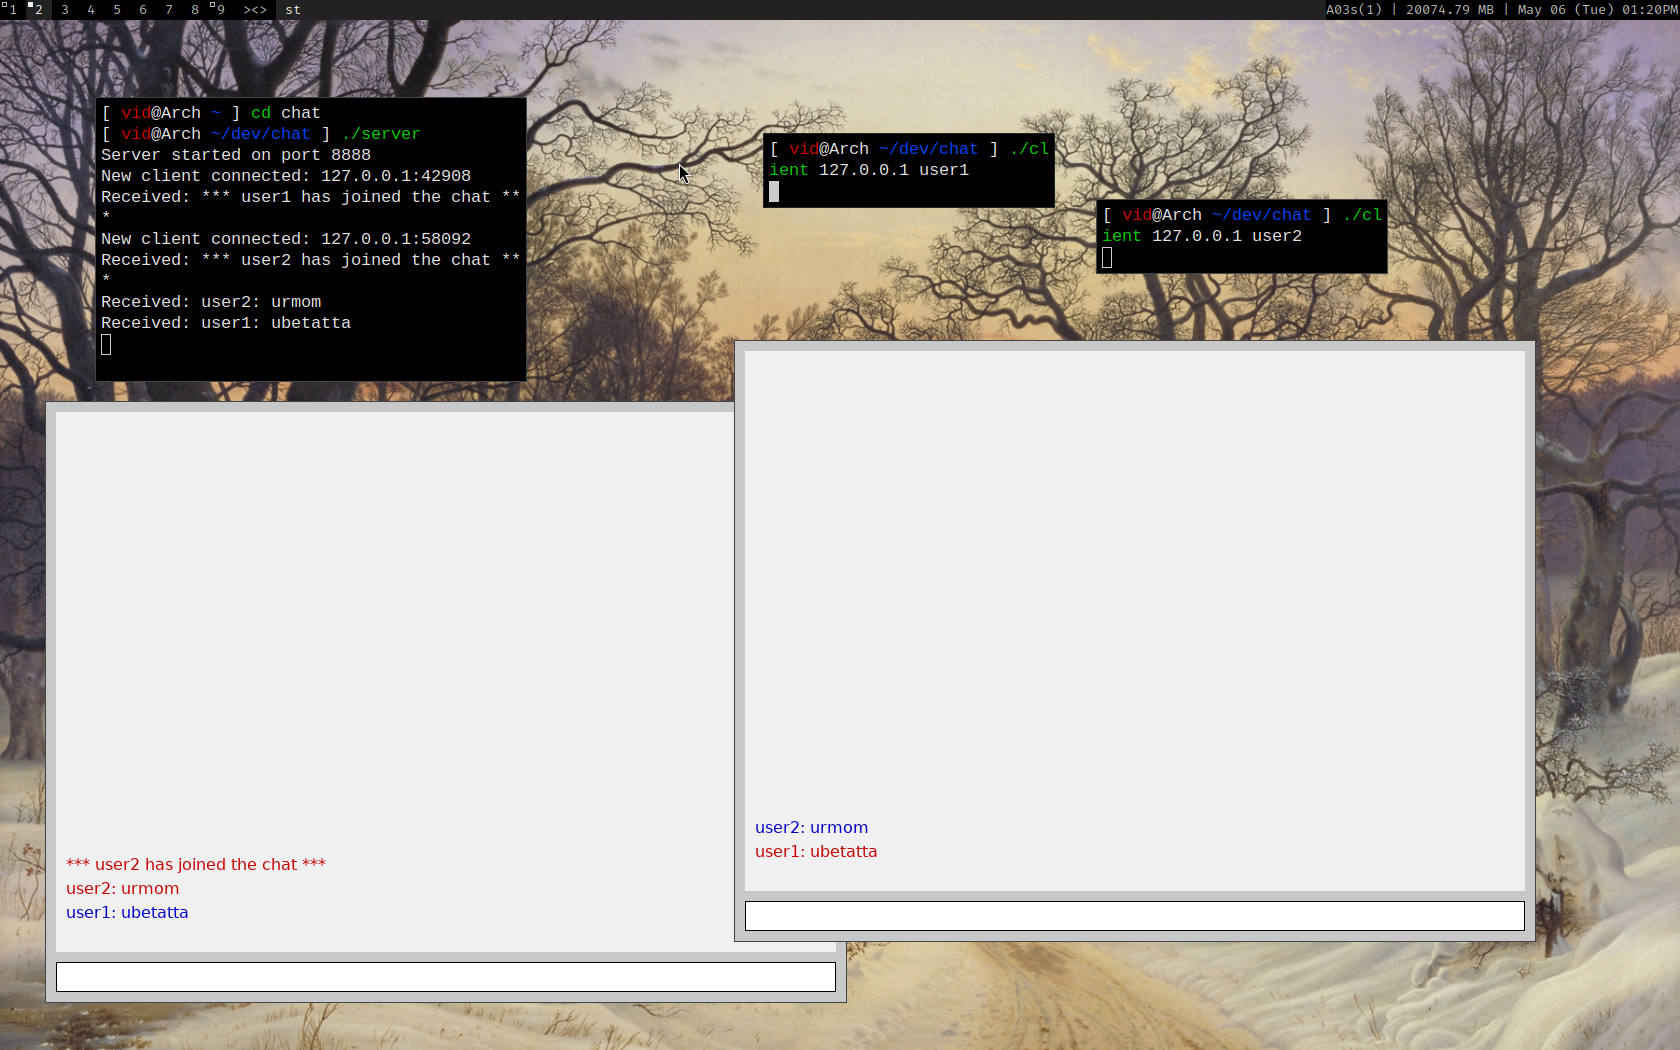 1 2 3 4 5 6 7 8 9 ><> st
A03s(1) | 20074.79 MB | May 06 (Tue) 01:20PM
[ vid@Arch ~ ] cd chat
[ vid@Arch ~/dev/chat ] ./server
Server started on port 8888
New client connected: 127.0.0.1:42908
Received: *** user1 has joined the chat **
*
New client connected: 127.0.0.1:58092
Received: *** user2 has joined the chat **
*
Received: user2: urmom
Received: user1: ubetatta
[ vid@Arch ~/dev/chat ] ./cl
ient 127.0.0.1 user1
[ vid@Arch ~/dev/chat ] ./cl
ient 127.0.0.1 user2
*** user2 has joined the chat ***
user2: urmom
user1: ubetatta
user2: urmom
user1: ubetatta